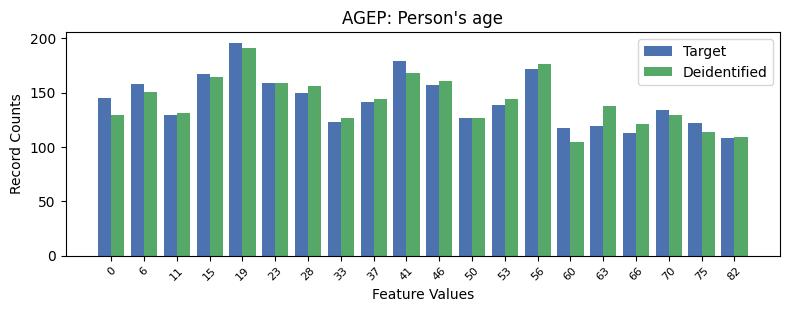 AGEP: Person's age
Target
Deidentified
Record Counts
200
150
100
50
0
0 6 11 15 19 23 28 33 37 41 46 50 53 56 60 63 66 70 75 82
Feature Values